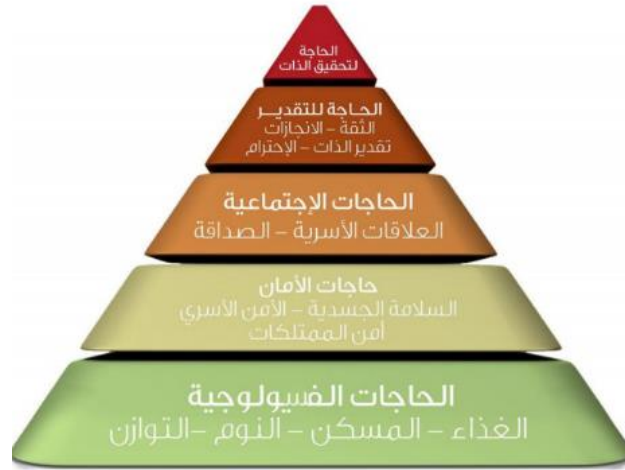 الحاجة
لتحقيق الذات
الحاجة للتقدير
الثقة – الانجازات
تقدير الذات – الإحترام
الحاجات الإجتماعية
العلاقات الأسرية – الصداقة
حاجات الأمان
السلامة الجسدية – الأمن الأسري
أمن الممتلكات
الحاجات الفسيولوجية
الغذاء – المسكن – النوم –التوازن